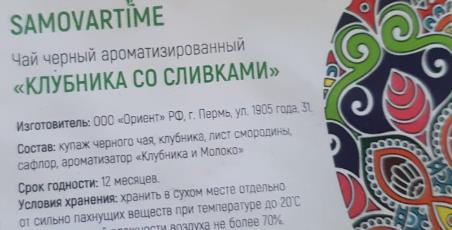 SAMOVARTIME
Чай черный ароматизированный
«КЛУБНИКА СО СЛИВКАМИ»
Изготовитель: ООО «Ориент» РФ, г. Пермь, ул. 1905 года, 31
Состав: купаж черного чая, клубника, лист смородины,
сафлор, ароматизатор «Клубника и Молоко»
Срок годности: 12 месяцев.
Условия хранения: хранить в сухом месте отдельно
от сильно пахнущих веществ при температуре до 20°С
воздуха не более 70%.